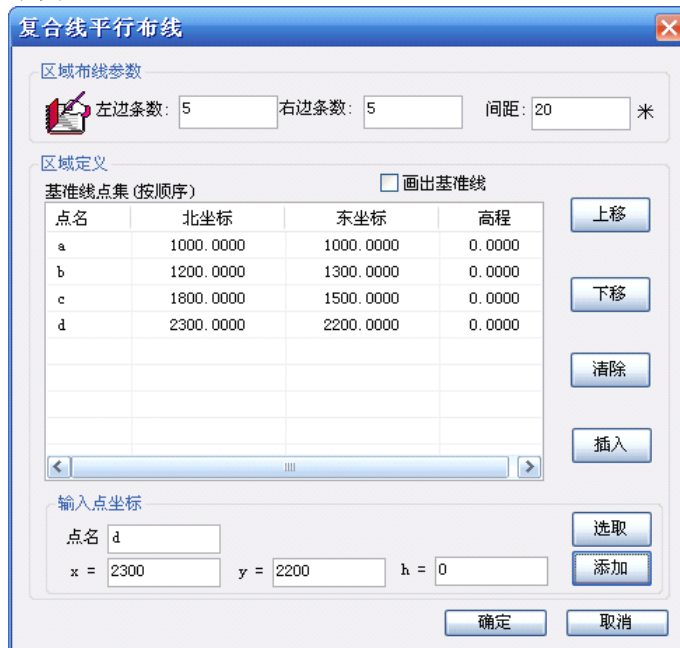 复合线平行布线
区域布线参数
左边条数: 5 右边条数: 5 间距: 20 米
区域定义
基准线点集(按顺序) 画出基准线
点名 北坐标 东坐标 高程 上移
a 1000.0000 1000.0000 0.0000
b 1200.0000 1300.0000 0.0000
c 1800.0000 1500.0000 0.0000 下移
d 2300.0000 2200.0000 0.0000
清除
插入
输入点坐标
点名 d 选取
x = 2300 y = 2200 h = 0 添加
确定 取消